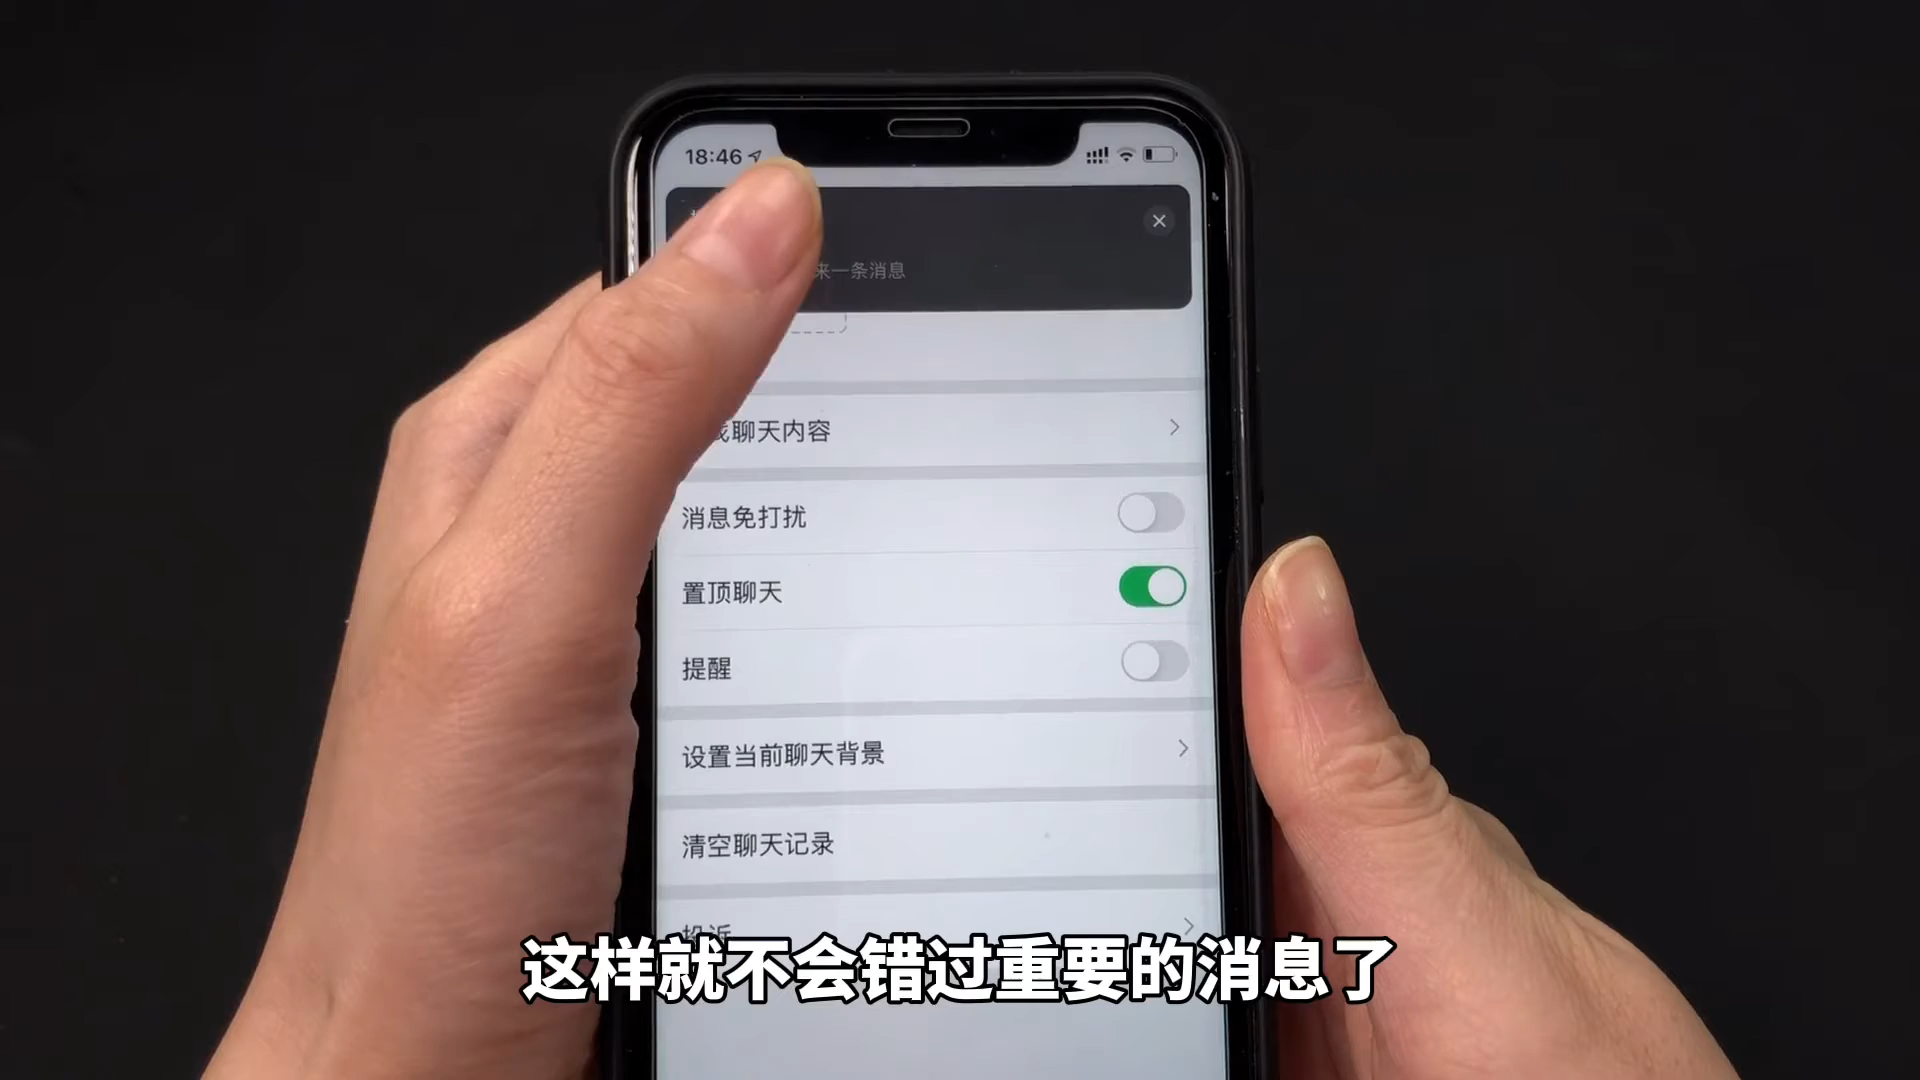 18:46
来一条消息
聊天内容
消息免打扰
置顶聊天
提醒
设置当前聊天背景
清空聊天记录
这样就不会错过重要的消息了